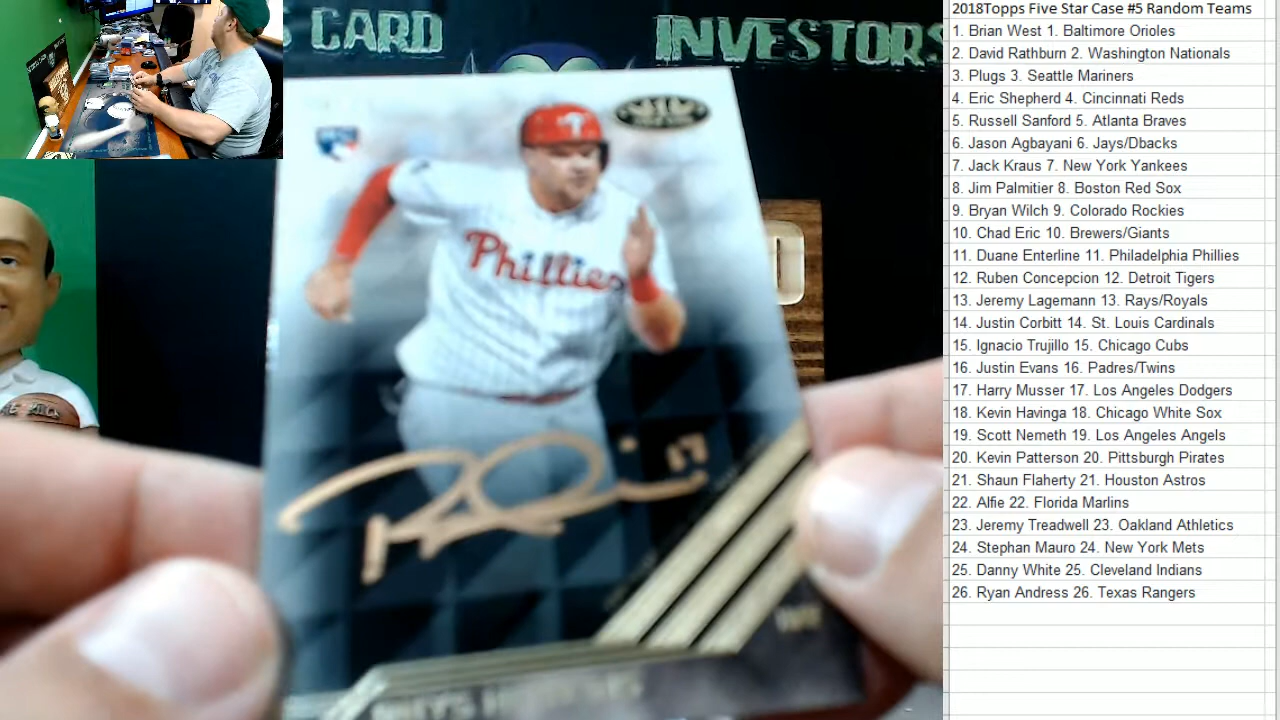 S CARD
INVESTORS
Phillies
2018Topps Five Star Case #5 Random Teams
1. Brian West 1. Baltimore Orioles
2. David Rathburn 2. Washington Nationals
3. Plugs 3. Seattle Mariners
4. Eric Shepherd 4. Cincinnati Reds
5. Russell Sanford 5. Atlanta Braves
6. Jason Agbayani 6. Jays/Dbacks
7. Jack Kraus 7. New York Yankees
8. Jim Palmitier 8. Boston Red Sox
9. Bryan Wilch 9. Colorado Rockies
10. Chad Eric 10. Brewers/Giants
11. Duane Enterline 11. Philadelphia Phillies
12. Ruben Concepcion 12. Detroit Tigers
13. Jeremy Lagemann 13. Rays/Royals
14. Justin Corbitt 14. St. Louis Cardinals
15. Ignacio Trujillo 15. Chicago Cubs
16. Justin Evans 16. Padres/Twins
17. Harry Musser 17. Los Angeles Dodgers
18. Kevin Havinga 18. Chicago White Sox
19. Scott Nemeth 19. Los Angeles Angels
20. Kevin Patterson 20. Pittsburgh Pirates
21. Shaun Flaherty 21. Houston Astros
22. Alfie 22. Florida Marlins
23. Jeremy Treadwell 23. Oakland Athletics
24. Stephan Mauro 24. New York Mets
25. Danny White 25. Cleveland Indians
26. Ryan Andress 26. Texas Rangers